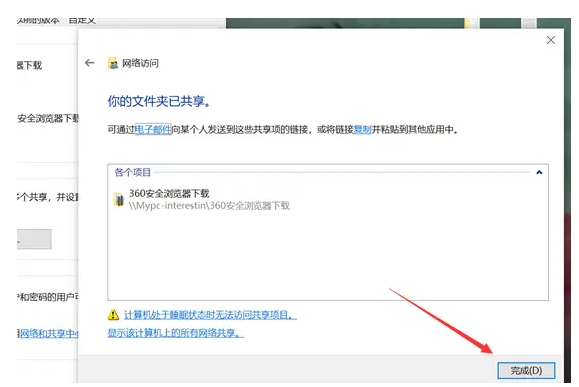 以前的版本 自定义
网络访问
器下载
你的文件夹已共享。
可通过电子邮件向某个人发送到这些共享项的链接，或将链接复制并粘贴到其他应用中。
安全浏览器下载
各个项目
360安全浏览器下载
\\Mypc-interestin\360安全浏览器下载
多个共享，并设置
户和密码的用户可
计算机处于睡眠状态时无法访问共享项目。
用网络和共享中心
显示该计算机上的所有网络共享。
完成(D)